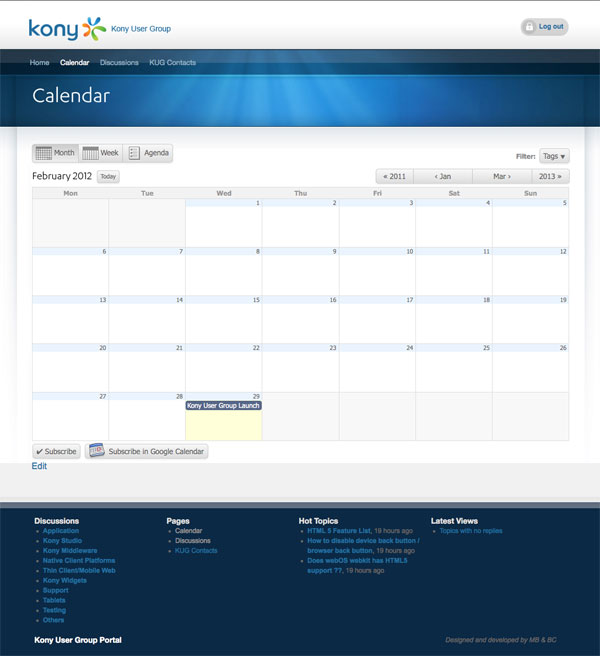 kony Kony User Group
Log out
Home Calendar Discussions KUG Contacts
Calendar
Month Week Agenda
Filter: Tags ▾
February 2012 Today
« 2011 ‹ Jan Mar › 2013 »
Mon Tue Wed Thu Fri Sat Sun
1 2 3 4 5
6 7 8 9 10 11 12
13 14 15 16 17 18 19
20 21 22 23 24 25 26
27 28 29
Kony User Group Launch
✔ Subscribe Subscribe in Google Calendar
Edit
Discussions
Application
Kony Studio
Kony Middleware
Native Client Platforms
Thin Client/Mobile Web
Kony Widgets
Support
Tablets
Testing
Others
Pages
Calendar
Discussions
KUG Contacts
Hot Topics
HTML 5 Feature List, 19 hours ago
How to disable device back button /
browser back button, 19 hours ago
Does webOS webkit has HTML5
support ??, 19 hours ago
Latest Views
Topics with no replies
Kony User Group Portal
Designed and developed by MB & BC